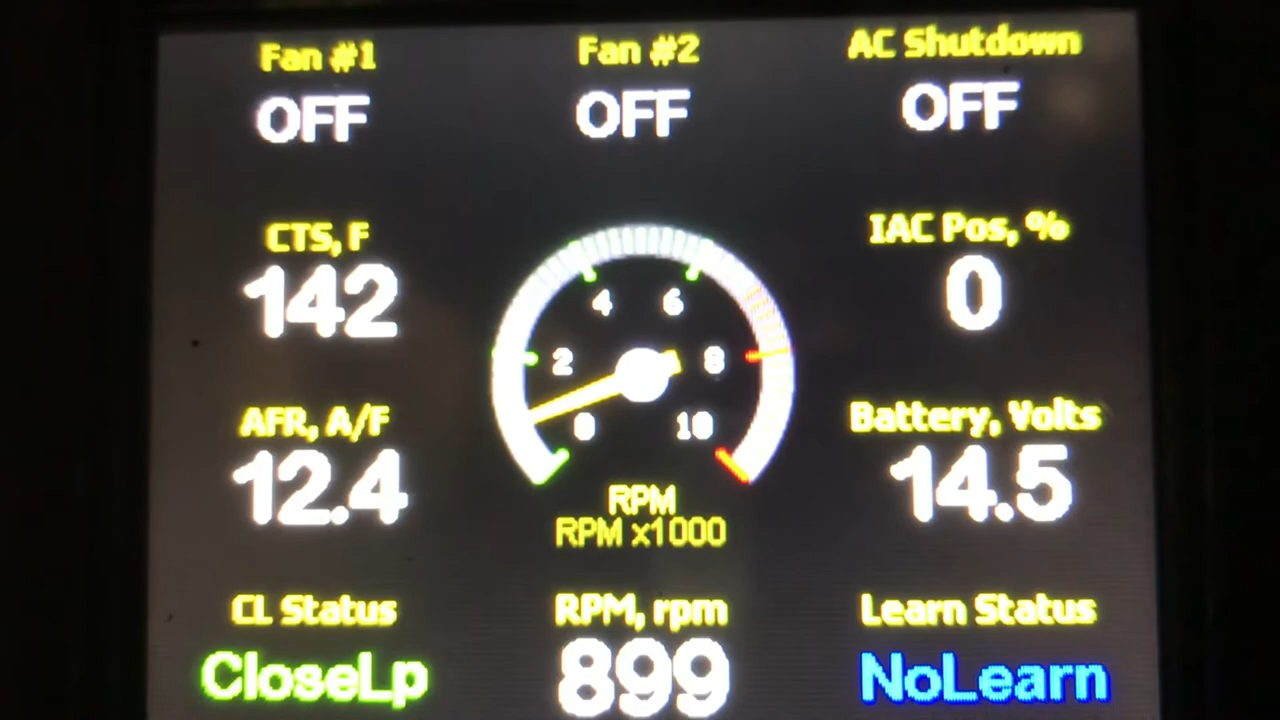 Fan #1
OFF
Fan #2
OFF
AC Shutdown
OFF
CTS, F
142
IAC Pos, %
0
AFR, A/F
12.4
0
2
4
6
8
10
RPM
RPM x1000
Battery, Volts
14.5
CL Status
CloseLp
RPM, rpm
899
Learn Status
NoLearn